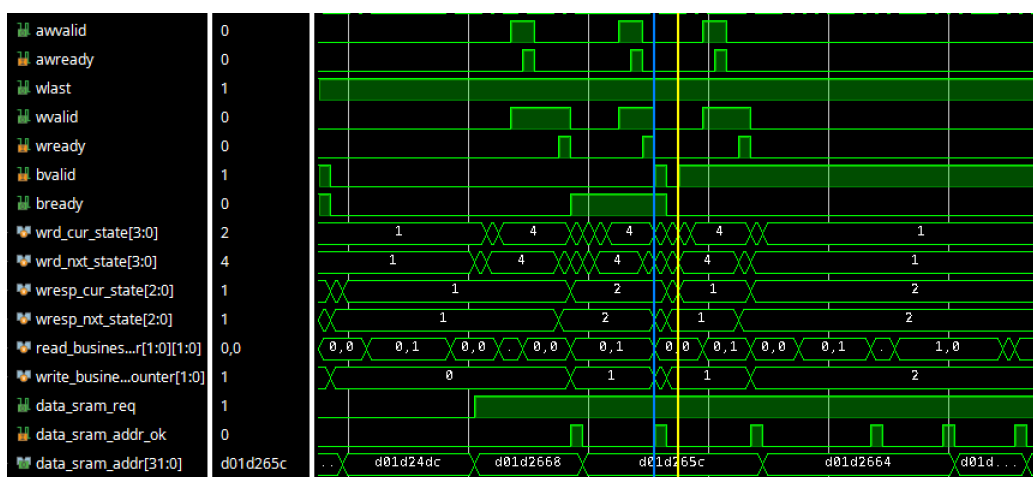 awvalid 0
awready 0
wlast 1
wvalid 0
wready 0
bvalid 1
bready 0
wrd_cur_state[3:0] 2 1 4 4 4 1
wrd_nxt_state[3:0] 4 1 4 4 4 1
wresp_cur_state[2:0] 1 1 2 1 2
wresp_nxt_state[2:0] 1 1 2 1 2
read_busines...r[1:0][1:0] 0,0 0,0 0,1 0,0 . 0,0 0,1 0,0 0,1 0,0 0,1 . 1,0
write_busine...ounter[1:0] 1 0 1 1 2
data_sram_req 1
data_sram_addr_ok 0
data_sram_addr[31:0] d01d265c .. d01d24dc d01d2668 d01d265c d01d2664 d01d...